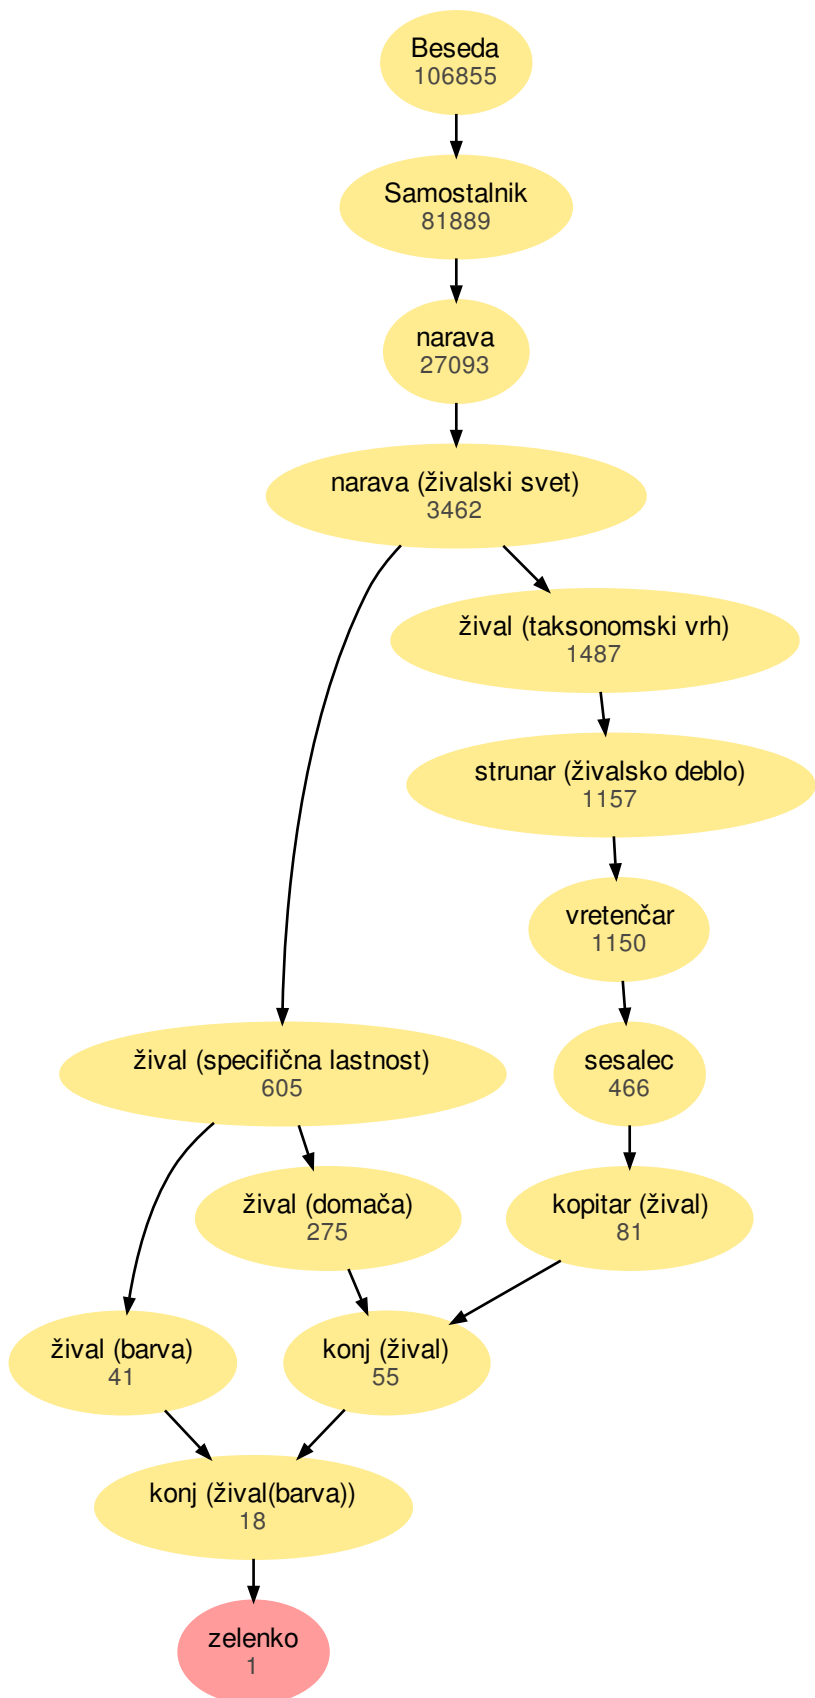 Beseda
106855
Samostalnik
81889
narava
27093
narava (živalski svet)
3462
žival (taksonomski vrh)
1487
strunar (živalsko deblo)
1157
vretenčar
1150
žival (specifična lastnost)
605
sesalec
466
žival (domača)
275
kopitar (žival)
81
žival (barva)
41
konj (žival)
55
konj (žival(barva))
18
zelenko
1